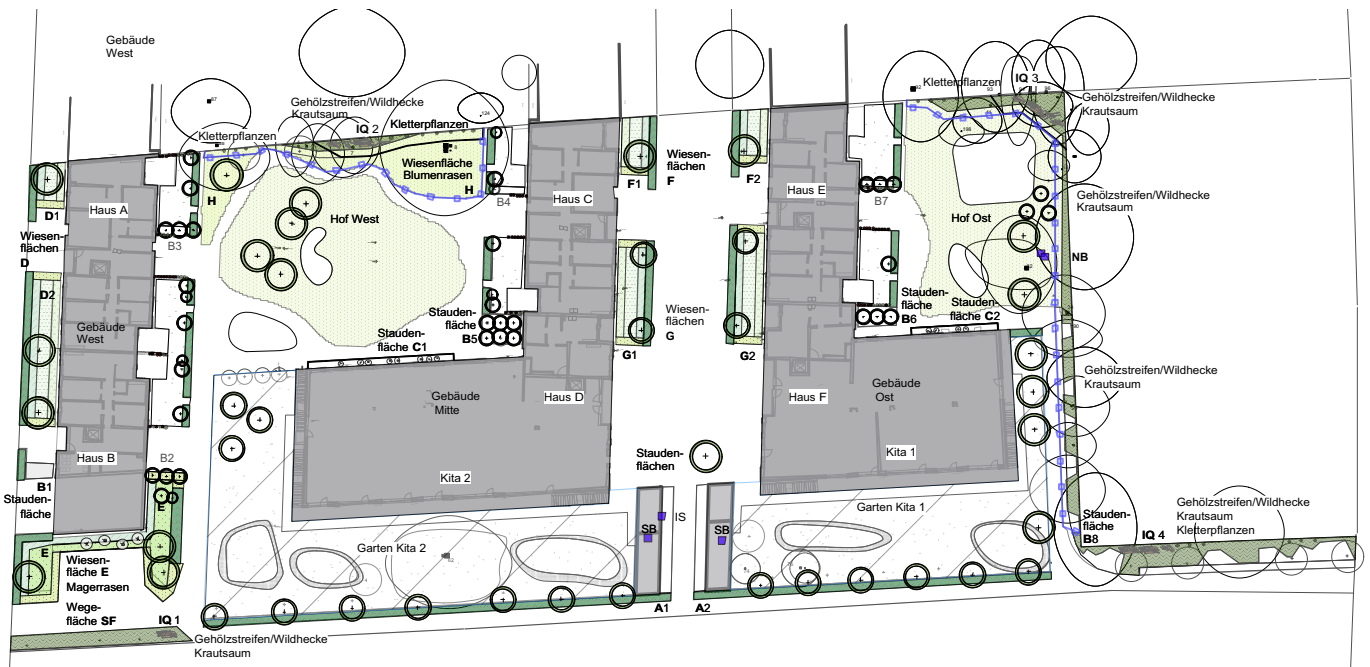 Gebäude
West
Gehölzstreifen/Wildhecke
Krautsaum
IQ 2
Kletterpflanzen
Kletterpflanzen
Wiesenfläche
Blumenrasen
H
H
B4
B3
D1
Haus A
Wiesen-
flächen
D
D2
Gebäude
West
Haus B
B1
Stauden-
fläche
B2
E
E
Wiesen-
fläche E
Magerrasen
Wege-
fläche SF
IQ 1
Gehölzstreifen/Wildhecke
Krautsaum
Hof West
Stauden-
fläche C1
Stauden-
fläche
B5
Haus C
Haus D
Gebäude
Mitte
Kita 2
Garten Kita 2
F1
Wiesen-
flächen
F
F2
Wiesen-
flächen
G
G1
G2
Stauden-
flächen
SB
IS
SB
A1
A2
Haus E
Haus F
Gebäude
Ost
Kita 1
Garten Kita 1
B7
Stauden-
fläche
B6
Stauden-
fläche C2
Hof Ost
NB
Kletterpflanzen
IQ 3
Gehölzstreifen/Wildhecke
Krautsaum
Gehölzstreifen/Wildhecke
Krautsaum
Gehölzstreifen/Wildhecke
Krautsaum
Stauden-
fläche
B8
Gehölzstreifen/Wildhecke
Krautsaum
Kletterpflanzen
IQ 4